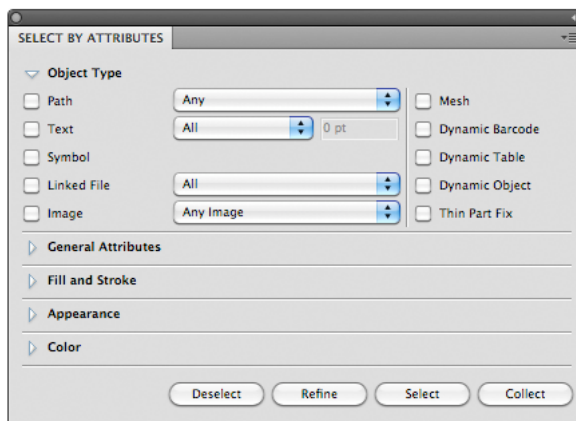 SELECT BY ATTRIBUTES
Object Type
Path Any Mesh
Text All 0 pt Dynamic Barcode
Symbol Dynamic Table
Linked File All Dynamic Object
Image Any Image Thin Part Fix
General Attributes
Fill and Stroke
Appearance
Color
Deselect Refine Select Collect